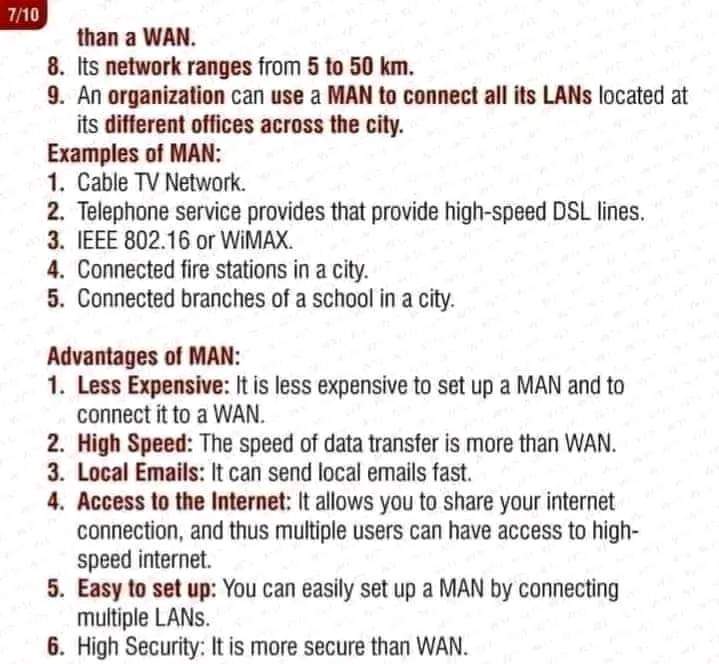 7/10
than a WAN.
8. Its network ranges from 5 to 50 km.
9. An organization can use a MAN to connect all its LANs located at
its different offices across the city.
Examples of MAN:
1. Cable TV Network.
2. Telephone service provides that provide high-speed DSL lines.
3. IEEE 802.16 or WiMAX.
4. Connected fire stations in a city.
5. Connected branches of a school in a city.
Advantages of MAN:
1. Less Expensive: It is less expensive to set up a MAN and to
connect it to a WAN.
2. High Speed: The speed of data transfer is more than WAN.
3. Local Emails: It can send local emails fast.
4. Access to the Internet: It allows you to share your internet
connection, and thus multiple users can have access to high-
speed internet.
5. Easy to set up: You can easily set up a MAN by connecting
multiple LANs.
6. High Security: It is more secure than WAN.